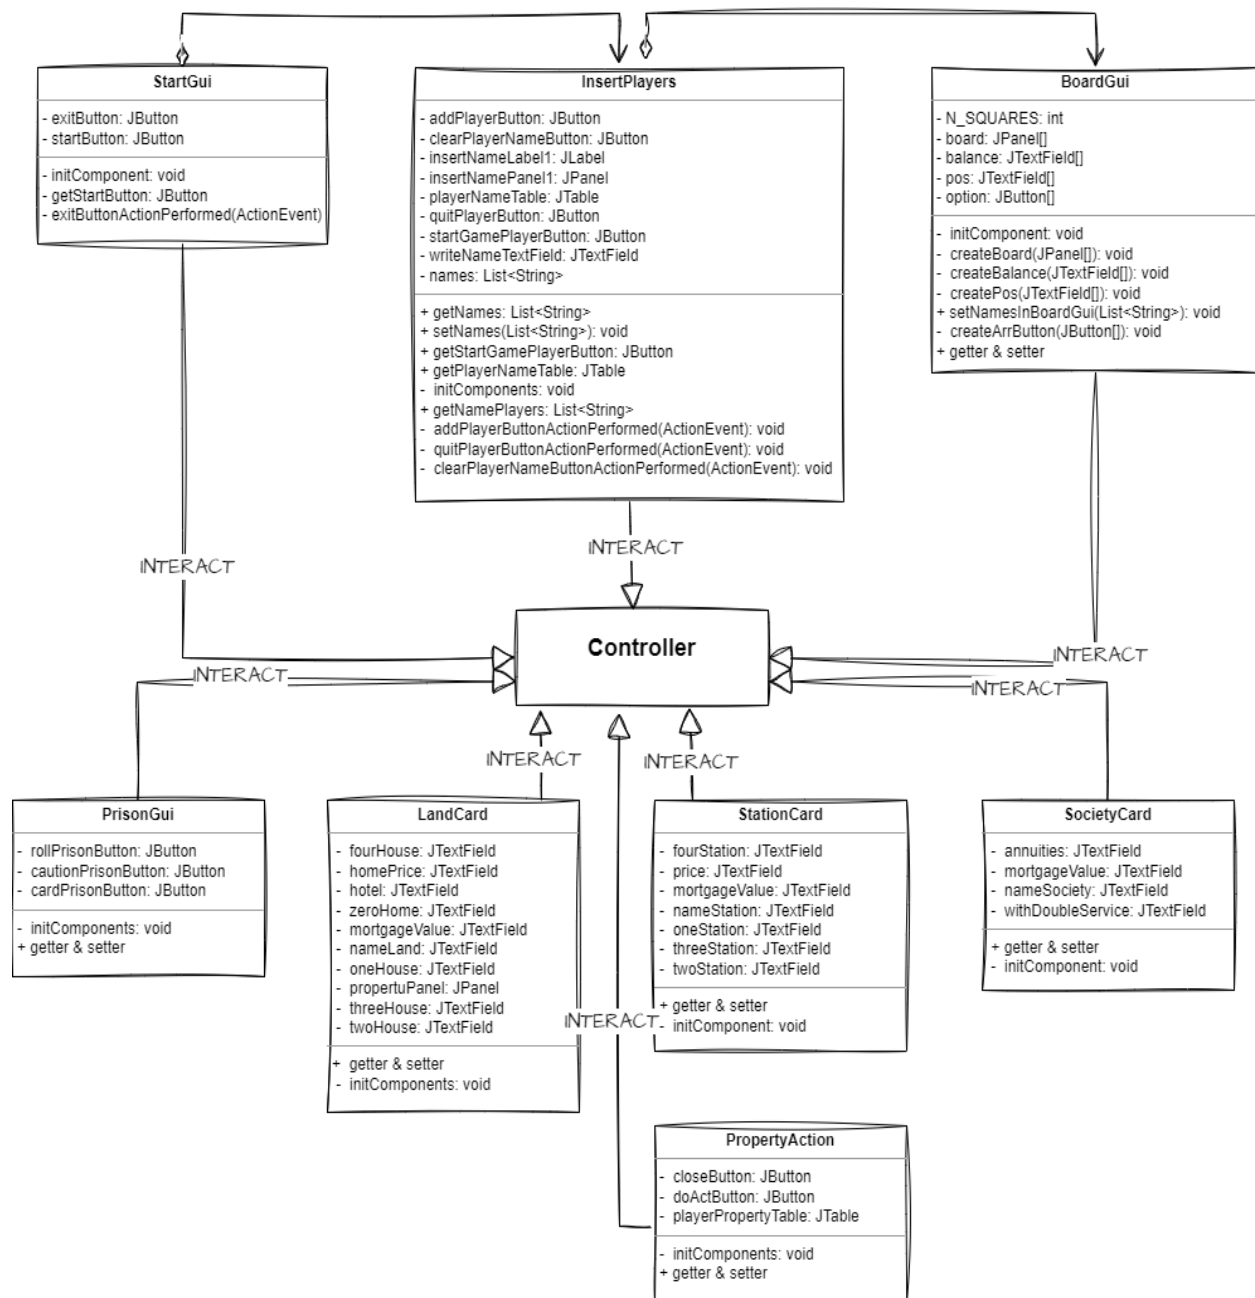 StartGui
- exitButton: JButton
- startButton: JButton
- initComponent: void
- getStartButton: JButton
- exitButtonActionPerformed(ActionEvent)
InsertPlayers
- addPlayerButton: JButton
- clearPlayerNameButton: JButton
- insertNameLabel1: JLabel
- insertNamePanel1: JPanel
- playerNameTable: JTable
- quitPlayerButton: JButton
- startGamePlayerButton: JButton
- writeNameTextField: JTextField
- names: List<String>
+ getNames: List<String>
+ setNames(List<String>): void
+ getStartGamePlayerButton: JButton
+ getPlayerNameTable: JTable
- initComponents: void
+ getNamePlayers: List<String>
- addPlayerButtonActionPerformed(ActionEvent): void
- quitPlayerButtonActionPerformed(ActionEvent): void
- clearPlayerNameButtonActionPerformed(ActionEvent): void
BoardGui
- N_SQUARES: int
- board: JPanel[]
- balance: JTextField[]
- pos: JTextField[]
- option: JButton[]
- initComponent: void
- createBoard(JPanel[]): void
- createBalance(JTextField[]): void
- createPos(JTextField[]): void
+ setNamesInBoardGui(List<String>): void
- createArrButton(JButton[]): void
+ getter & setter
INTERACT
INTERACT
Controller
INTERACT
INTERACT
INTERACT
INTERACT
INTERACT
PrisonGui
- rollPrisonButton: JButton
- cautionPrisonButton: JButton
- cardPrisonButton: JButton
- initComponents: void
+ getter & setter
LandCard
- fourHouse: JTextField
- homePrice: JTextField
- hotel: JTextField
- zeroHome: JTextField
- mortgageValue: JTextField
- nameLand: JTextField
- oneHouse: JTextField
- propertuPanel: JPanel
- threeHouse: JTextField
- twoHouse: JTextField
+ getter & setter
- initComponents: void
StationCard
- fourStation: JTextField
- price: JTextField
- mortgageValue: JTextField
- nameStation: JTextField
- oneStation: JTextField
- threeStation: JTextField
- twoStation: JTextField
+ getter & setter
- initComponent: void
SocietyCard
- annuities: JTextField
- mortgageValue: JTextField
- nameSociety: JTextField
- withDoubleService: JTextField
+ getter & setter
- initComponent: void
INTERACT
PropertyAction
- closeButton: JButton
- doActButton: JButton
- playerPropertyTable: JTable
- initComponents: void
+ getter & setter